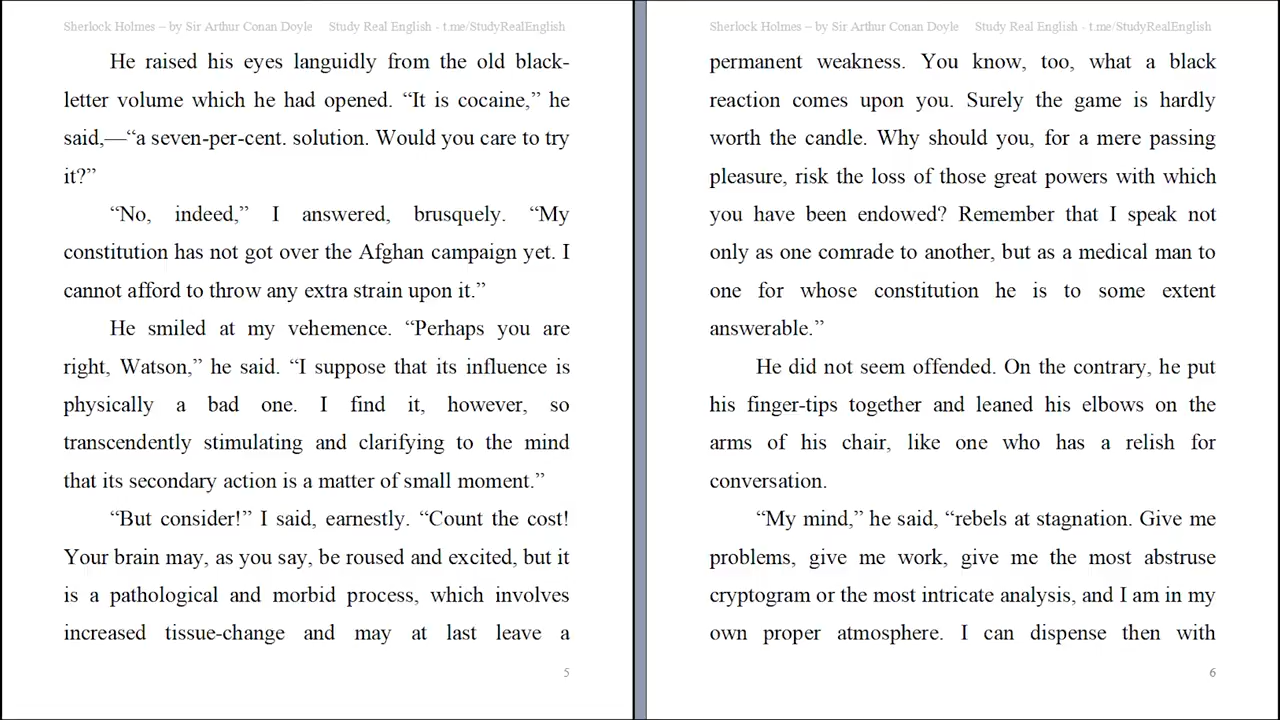 Sherlock Holmes – by Sir Arthur Conan Doyle Study Real English - t.me/StudyRealEnglish
He raised his eyes languidly from the old black-
letter volume which he had opened. “It is cocaine,” he
said,—“a seven-per-cent. solution. Would you care to try
it?”
“No, indeed,” I answered, brusquely. “My
constitution has not got over the Afghan campaign yet. I
cannot afford to throw any extra strain upon it.”
He smiled at my vehemence. “Perhaps you are
right, Watson,” he said. “I suppose that its influence is
physically a bad one. I find it, however, so
transcendently stimulating and clarifying to the mind
that its secondary action is a matter of small moment.”
“But consider!” I said, earnestly. “Count the cost!
Your brain may, as you say, be roused and excited, but it
is a pathological and morbid process, which involves
increased tissue-change and may at last leave a
5
Sherlock Holmes – by Sir Arthur Conan Doyle Study Real English - t.me/StudyRealEnglish
permanent weakness. You know, too, what a black
reaction comes upon you. Surely the game is hardly
worth the candle. Why should you, for a mere passing
pleasure, risk the loss of those great powers with which
you have been endowed? Remember that I speak not
only as one comrade to another, but as a medical man to
one for whose constitution he is to some extent
answerable.”
He did not seem offended. On the contrary, he put
his finger-tips together and leaned his elbows on the
arms of his chair, like one who has a relish for
conversation.
“My mind,” he said, “rebels at stagnation. Give me
problems, give me work, give me the most abstruse
cryptogram or the most intricate analysis, and I am in my
own proper atmosphere. I can dispense then with
6